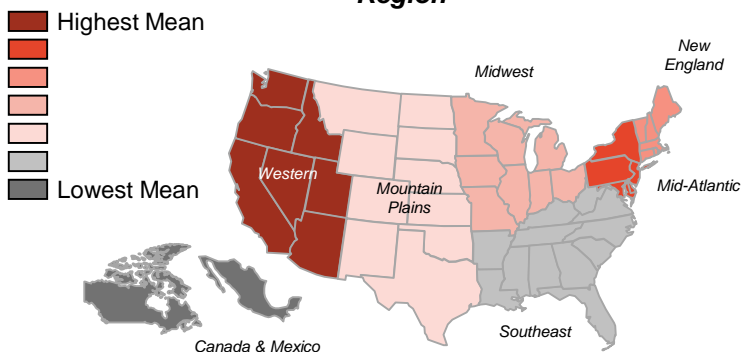 Region
Highest Mean
Lowest Mean
New
England
Midwest
Western
Mountain
Plains
Mid-Atlantic
Southeast
Canada & Mexico